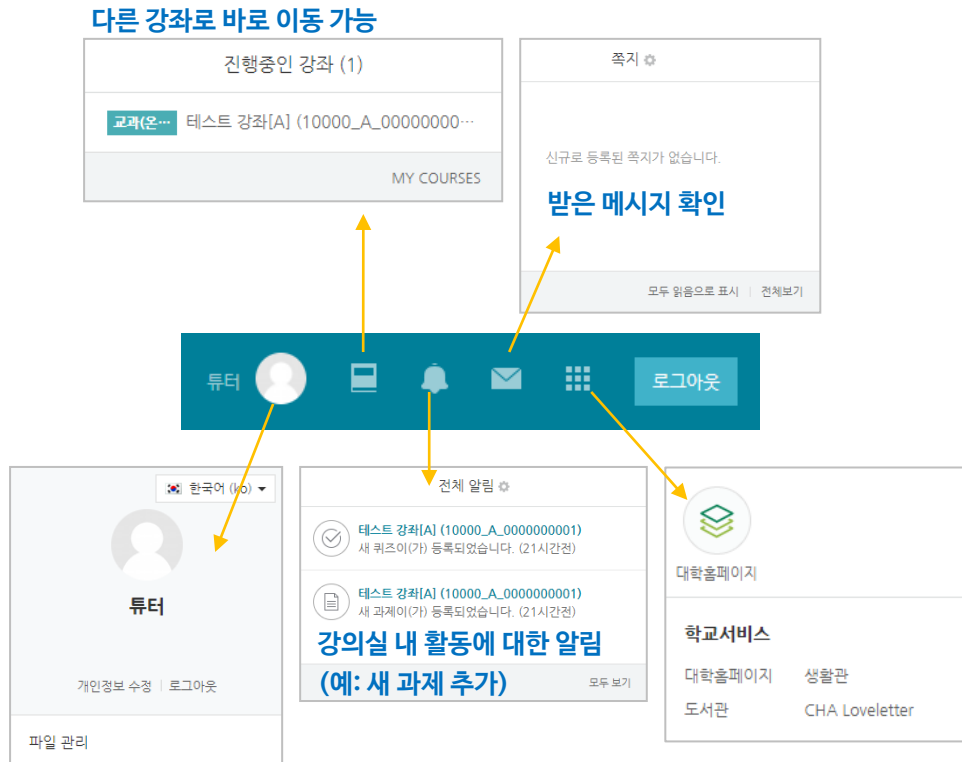 다른 강좌로 바로 이동 가능
진행중인 강좌 (1)
교과(온… 테스트 강좌[A] (10000_A_00000000…
MY COURSES
쪽지
신규로 등록된 쪽지가 없습니다.
받은 메시지 확인
모두 읽음으로 표시 | 전체보기
튜터
로그아웃
한국어 (ko)
튜터
개인정보 수정 | 로그아웃
파일 관리
전체 알림
테스트 강좌[A] (10000_A_0000000001)
새 퀴즈이(가) 등록되었습니다. (21시간전)
테스트 강좌[A] (10000_A_0000000001)
새 과제이(가) 등록되었습니다. (21시간전)
강의실 내 활동에 대한 알림
(예: 새 과제 추가)
모두 보기
대학홈페이지
학교서비스
대학홈페이지 생활관
도서관 CHA Loveletter